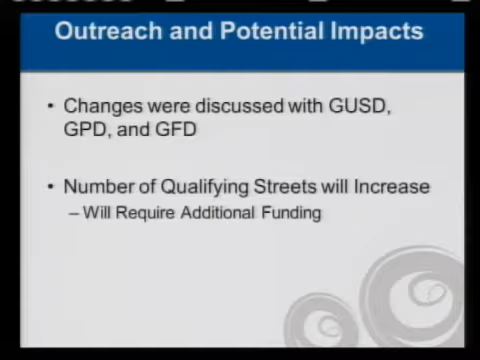 Outreach and Potential Impacts
• Changes were discussed with GUSD,
GPD, and GFD
• Number of Qualifying Streets will Increase
– Will Require Additional Funding